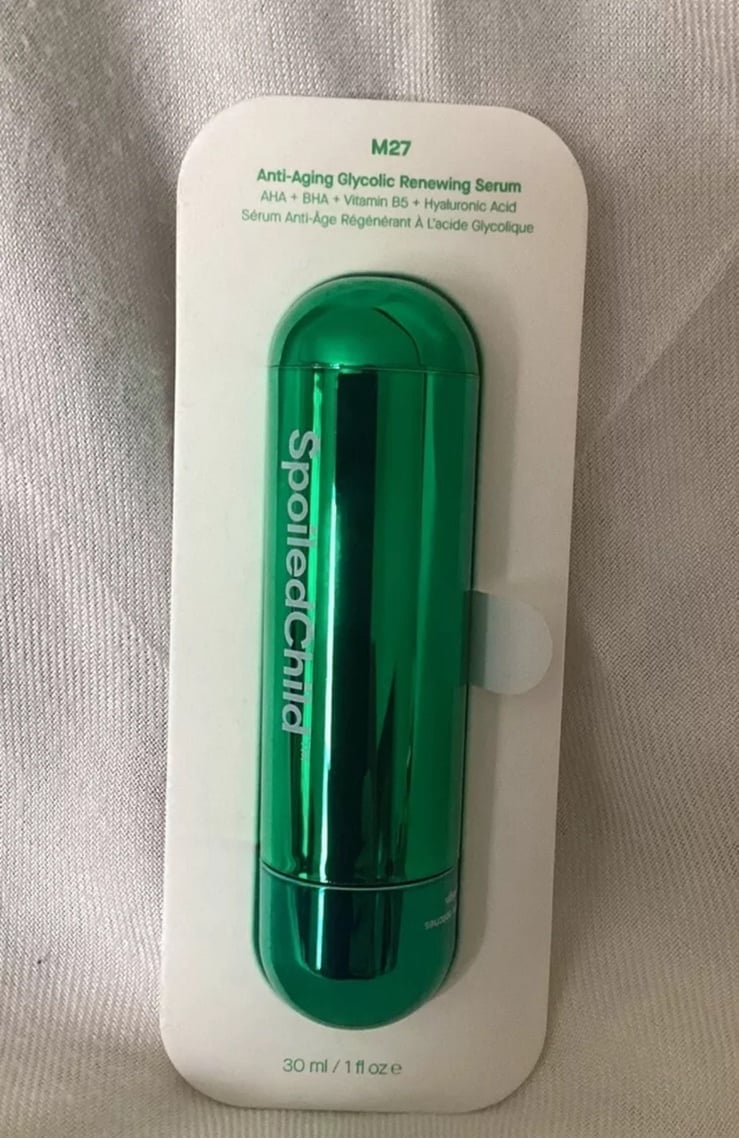 M27
Anti-Aging Glycolic Renewing Serum
AHA + BHA + Vitamin B5 + Hyaluronic Acid
Sérum Anti-Âge Régénérant À L'acide Glycolique
SpoiledChild
30 ml / 1 fl oz e